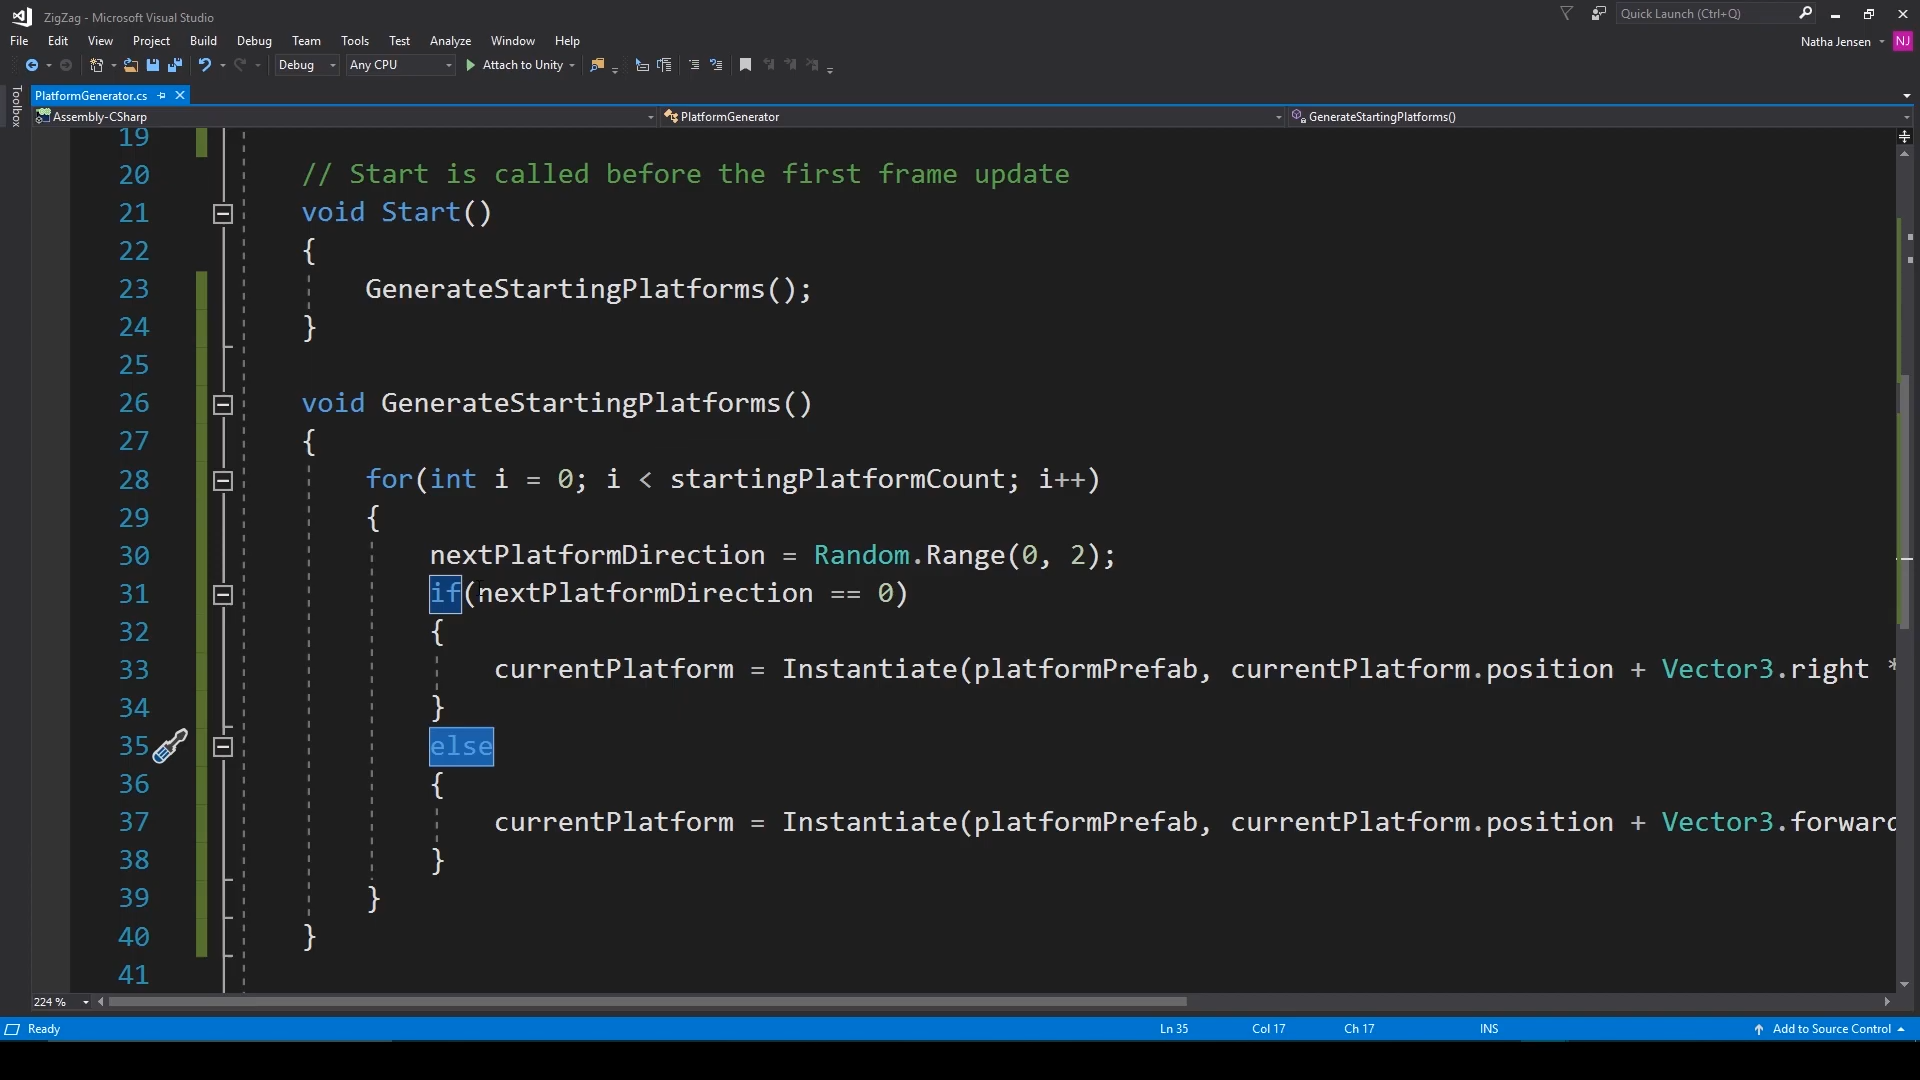 ZigZag - Microsoft Visual Studio
Quick Launch (Ctrl+Q)
File Edit View Project Build Debug Team Tools Test Analyze Window Help
Natha Jensen NJ
Debug Any CPU Attach to Unity
Toolbox
PlatformGenerator.cs
Assembly-CSharp PlatformGenerator GenerateStartingPlatforms()
19
20 // Start is called before the first frame update
21 void Start()
22 {
23 GenerateStartingPlatforms();
24 }
25
26 void GenerateStartingPlatforms()
27 {
28 for(int i = 0; i < startingPlatformCount; i++)
29 {
30 nextPlatformDirection = Random.Range(0, 2);
31 if(nextPlatformDirection == 0)
32 {
33 currentPlatform = Instantiate(platformPrefab, currentPlatform.position + Vector3.right *
34 }
35 else
36 {
37 currentPlatform = Instantiate(platformPrefab, currentPlatform.position + Vector3.forward
38 }
39 }
40 }
41
224 %
Ready Ln 35 Col 17 Ch 17 INS Add to Source Control